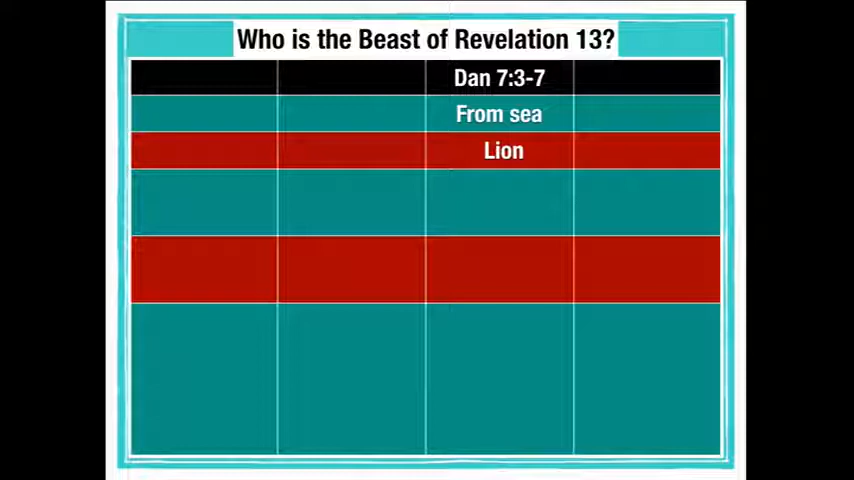 Who is the Beast of Revelation 13?
Dan 7:3-7
From sea
Lion